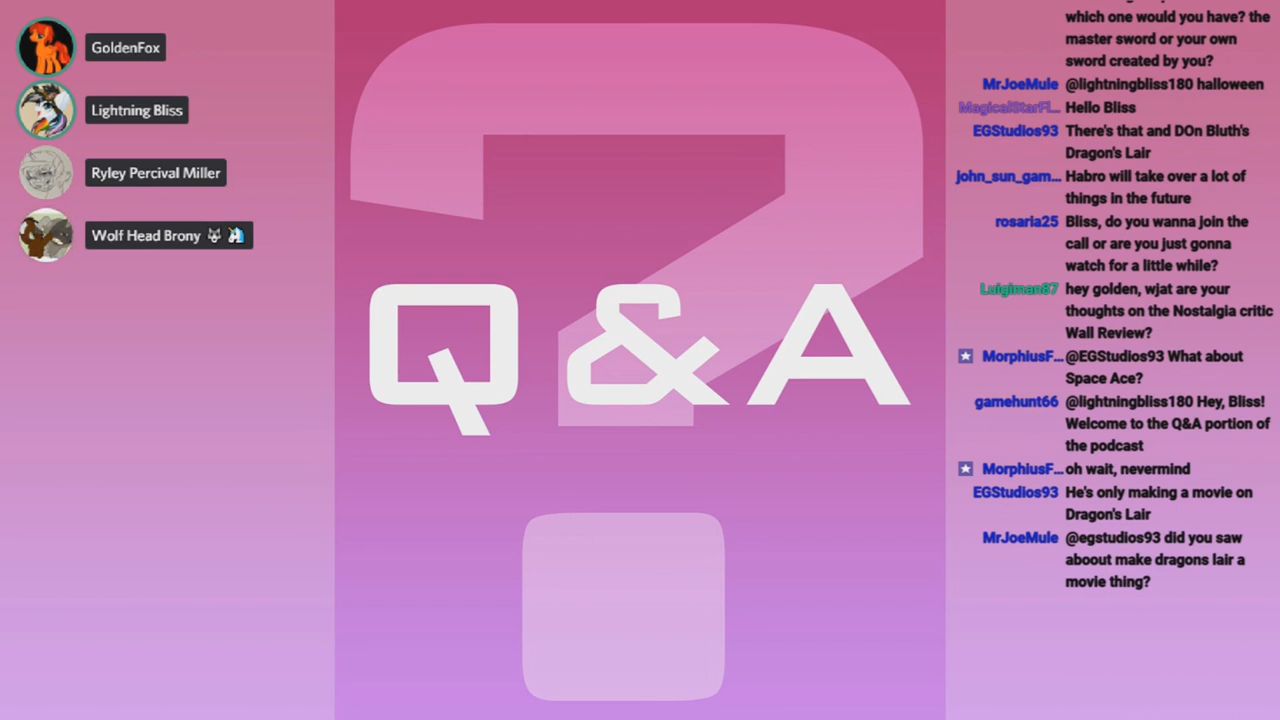 GoldenFox
Lightning Bliss
Ryley Percival Miller
Wolf Head Brony
Q & A
which one would you have? the
master sword or your own
sword created by you?
MrJoeMule @lightningbliss180 halloween
MagicalStarFl... Hello Bliss
EGStudios93 There's that and DOn Bluth's
Dragon's Lair
john_sun_gam... Habro will take over a lot of
things in the future
rosaria25 Bliss, do you wanna join the
call or are you just gonna
watch for a little while?
Luigiman87 hey golden, wjat are your
thoughts on the Nostalgia critic
Wall Review?
MorphiusF... @EGStudios93 What about
Space Ace?
gamehunt66 @lightningbliss180 Hey, Bliss!
Welcome to the Q&A portion of
the podcast
MorphiusF... oh wait, nevermind
EGStudios93 He's only making a movie on
Dragon's Lair
MrJoeMule @egstudios93 did you saw
aboout make dragons lair a
movie thing?